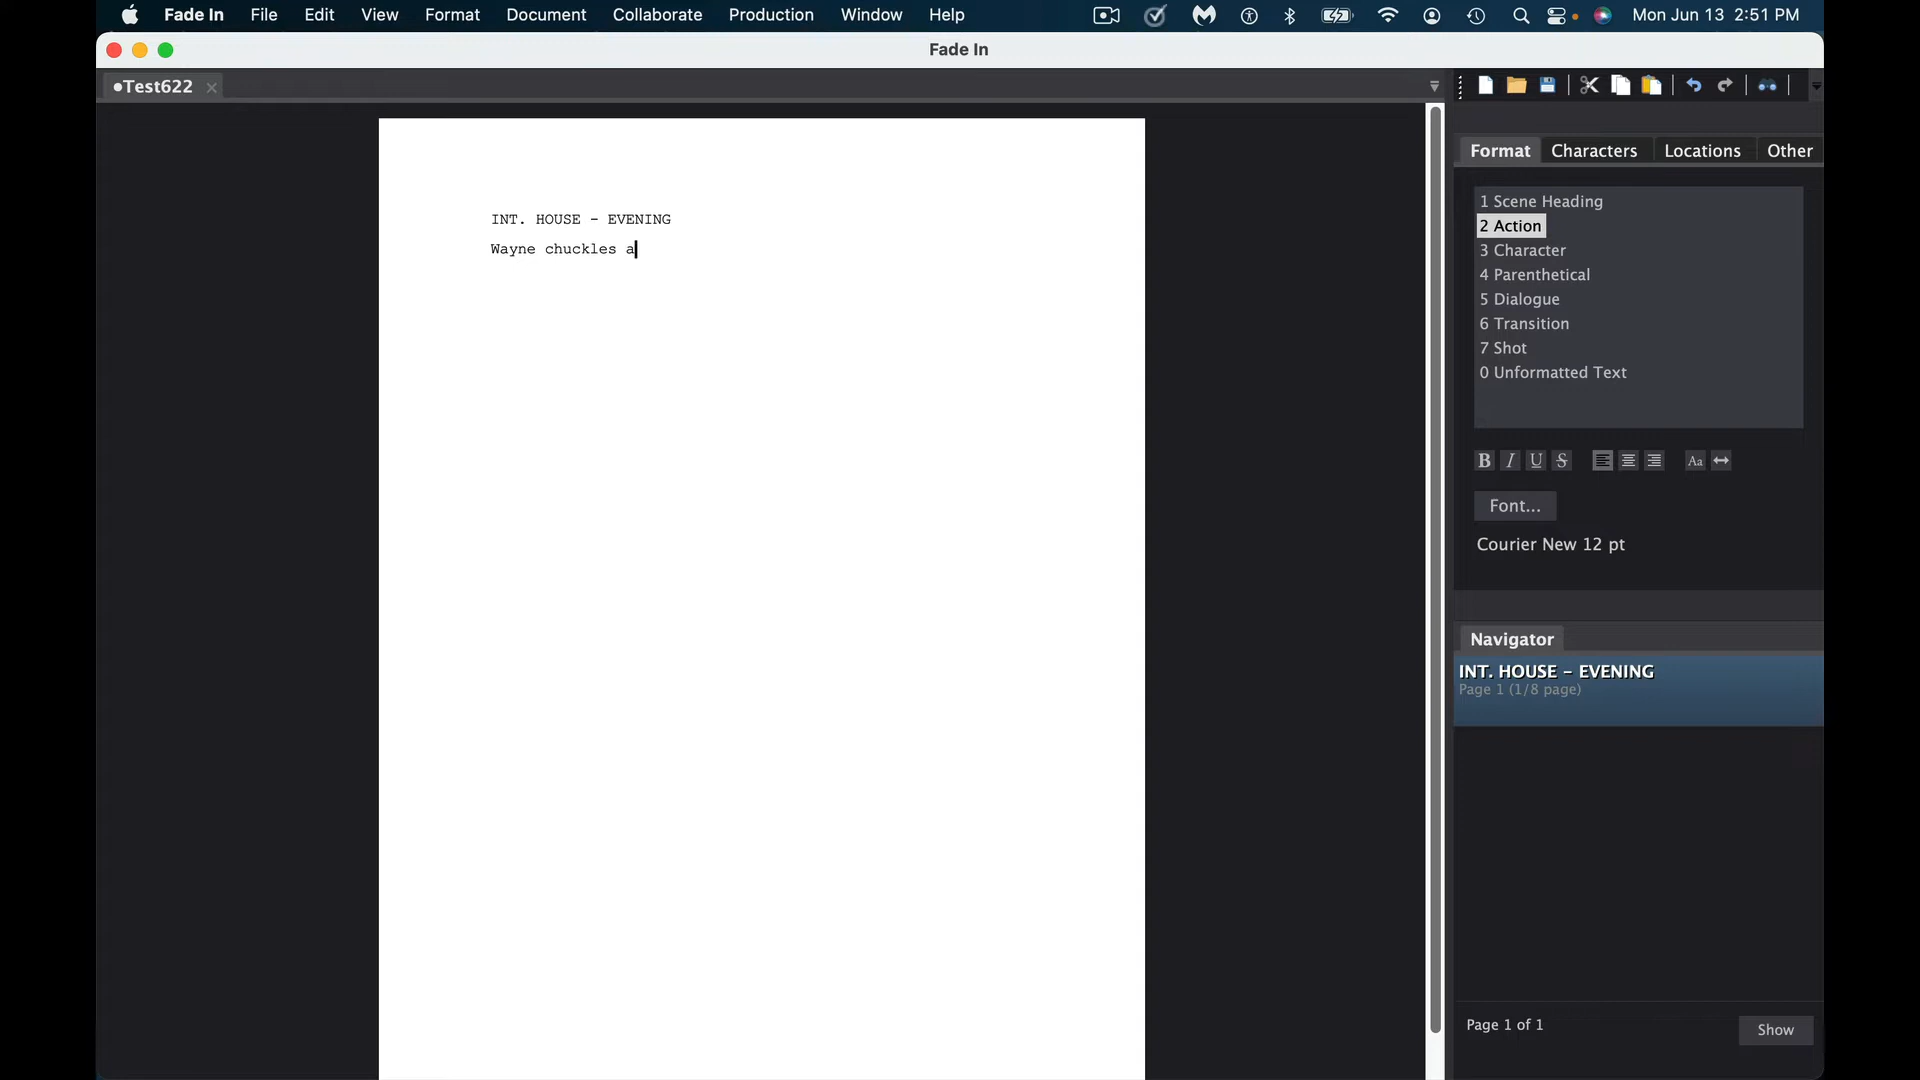 Fade In File Edit View Format Document Collaborate Production Window Help Mon Jun 13 2:51 PM
Fade In
•Test622
Format Characters Locations Other
INT. HOUSE - EVENING
Wayne chuckles a
1 Scene Heading
2 Action
3 Character
4 Parenthetical
5 Dialogue
6 Transition
7 Shot
0 Unformatted Text
B I U S Aa
Font...
Courier New 12 pt
Navigator
INT. HOUSE - EVENING
Page 1 (1/8 page)
Page 1 of 1 Show